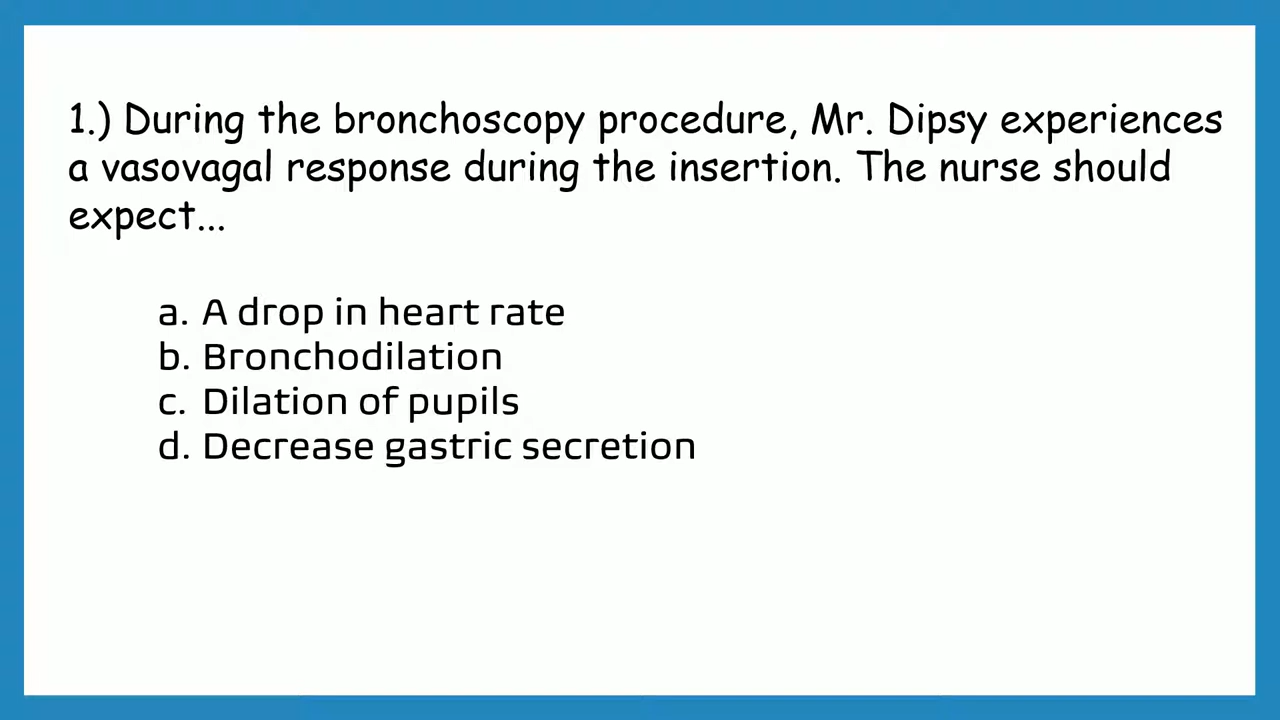 1.) During the bronchoscopy procedure, Mr. Dipsy experiences
a vasovagal response during the insertion. The nurse should
expect...
a. A drop in heart rate
b. Bronchodilation
c. Dilation of pupils
d. Decrease gastric secretion